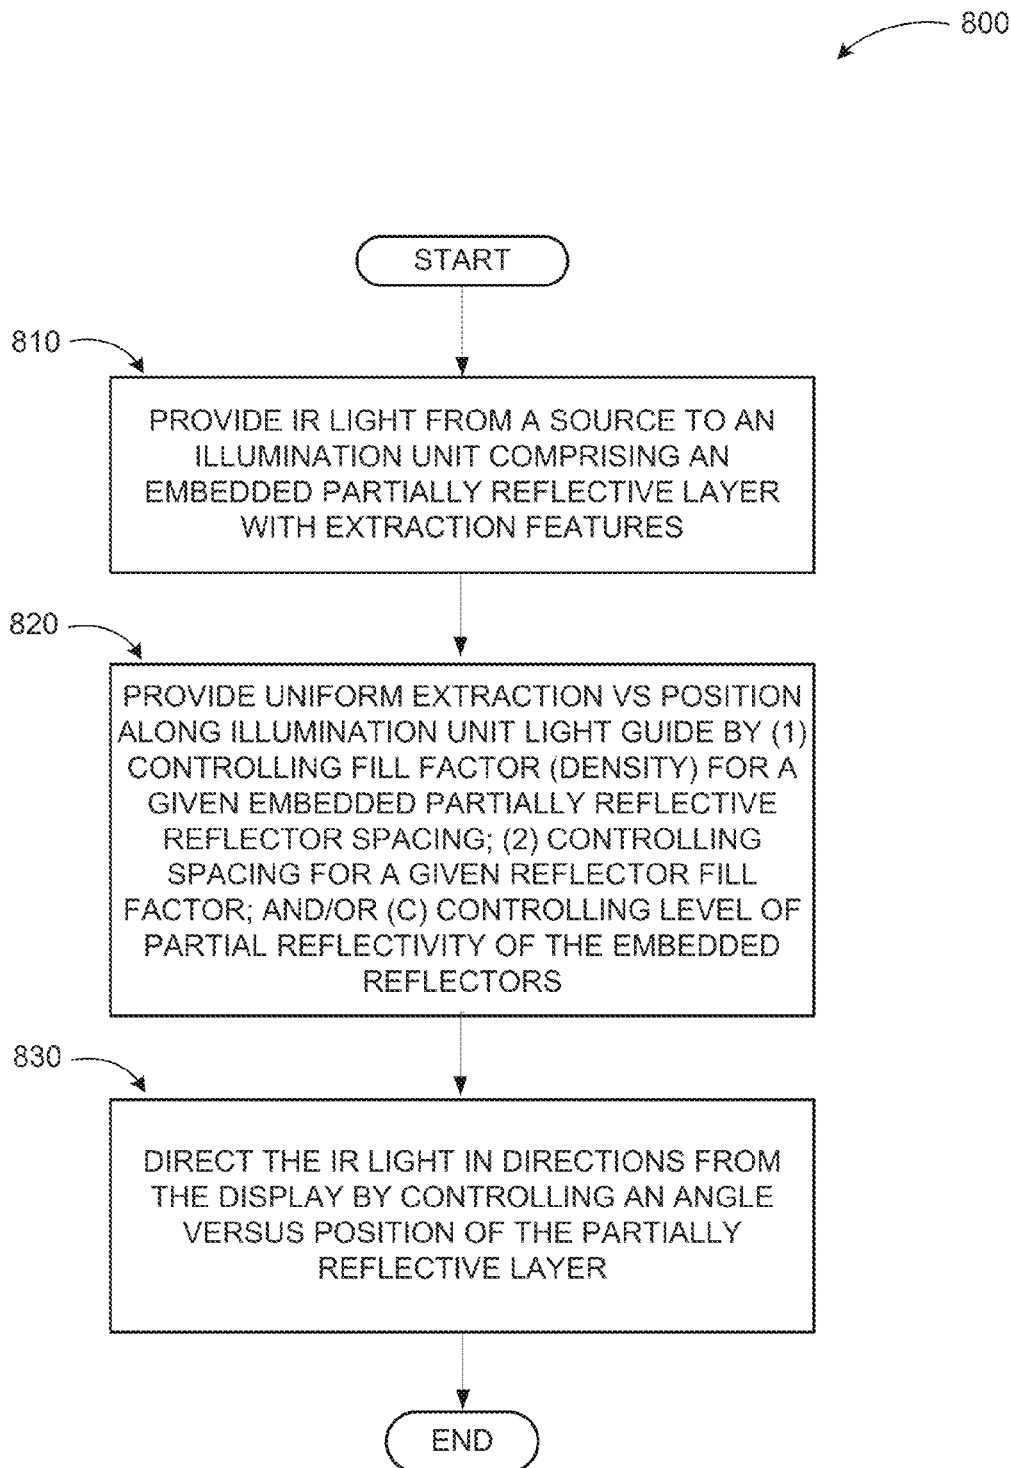 800
START
810
PROVIDE IR LIGHT FROM A SOURCE TO AN
ILLUMINATION UNIT COMPRISING AN
EMBEDDED PARTIALLY REFLECTIVE LAYER
WITH EXTRACTION FEATURES
820
PROVIDE UNIFORM EXTRACTION VS POSITION
ALONG ILLUMINATION UNIT LIGHT GUIDE BY (1)
CONTROLLING FILL FACTOR (DENSITY) FOR A
GIVEN EMBEDDED PARTIALLY REFLECTIVE
REFLECTOR SPACING; (2) CONTROLLING
SPACING FOR A GIVEN REFLECTOR FILL
FACTOR; AND/OR (C) CONTROLLING LEVEL OF
PARTIAL REFLECTIVITY OF THE EMBEDDED
REFLECTORS
830
DIRECT THE IR LIGHT IN DIRECTIONS FROM
THE DISPLAY BY CONTROLLING AN ANGLE
VERSUS POSITION OF THE PARTIALLY
REFLECTIVE LAYER
END